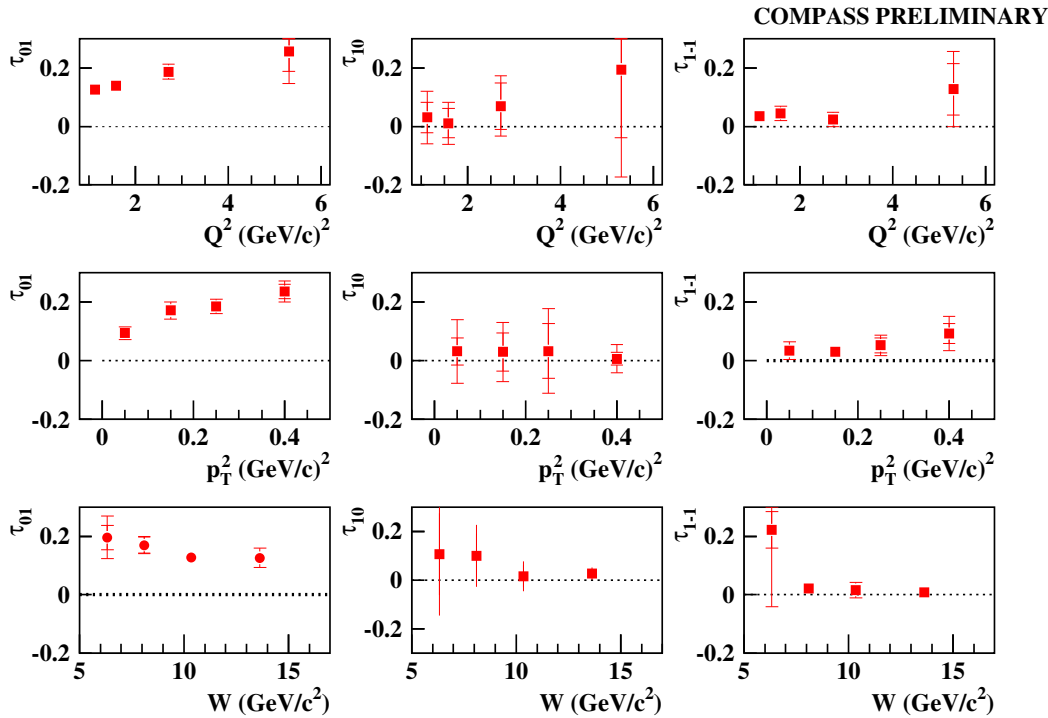 COMPASS PRELIMINARY
τ01 τ10 τ1-1
0.2 0.2 0.2
0 0 0
-0.2 -0.2 -0.2
2 4 6 2 4 6 2 4 6
Q² (GeV/c)² Q² (GeV/c)² Q² (GeV/c)²
τ01 τ10 τ1-1
0.2 0.2 0.2
0 0 0
-0.2 -0.2 -0.2
0 0.2 0.4 0 0.2 0.4 0 0.2 0.4
p²T (GeV/c)² p²T (GeV/c)² p²T (GeV/c)²
τ01 τ10 τ1-1
0.2 0.2 0.2
0 0 0
-0.2 -0.2 -0.2
5 10 15 5 10 15 5 10 15
W (GeV/c²) W (GeV/c²) W (GeV/c²)